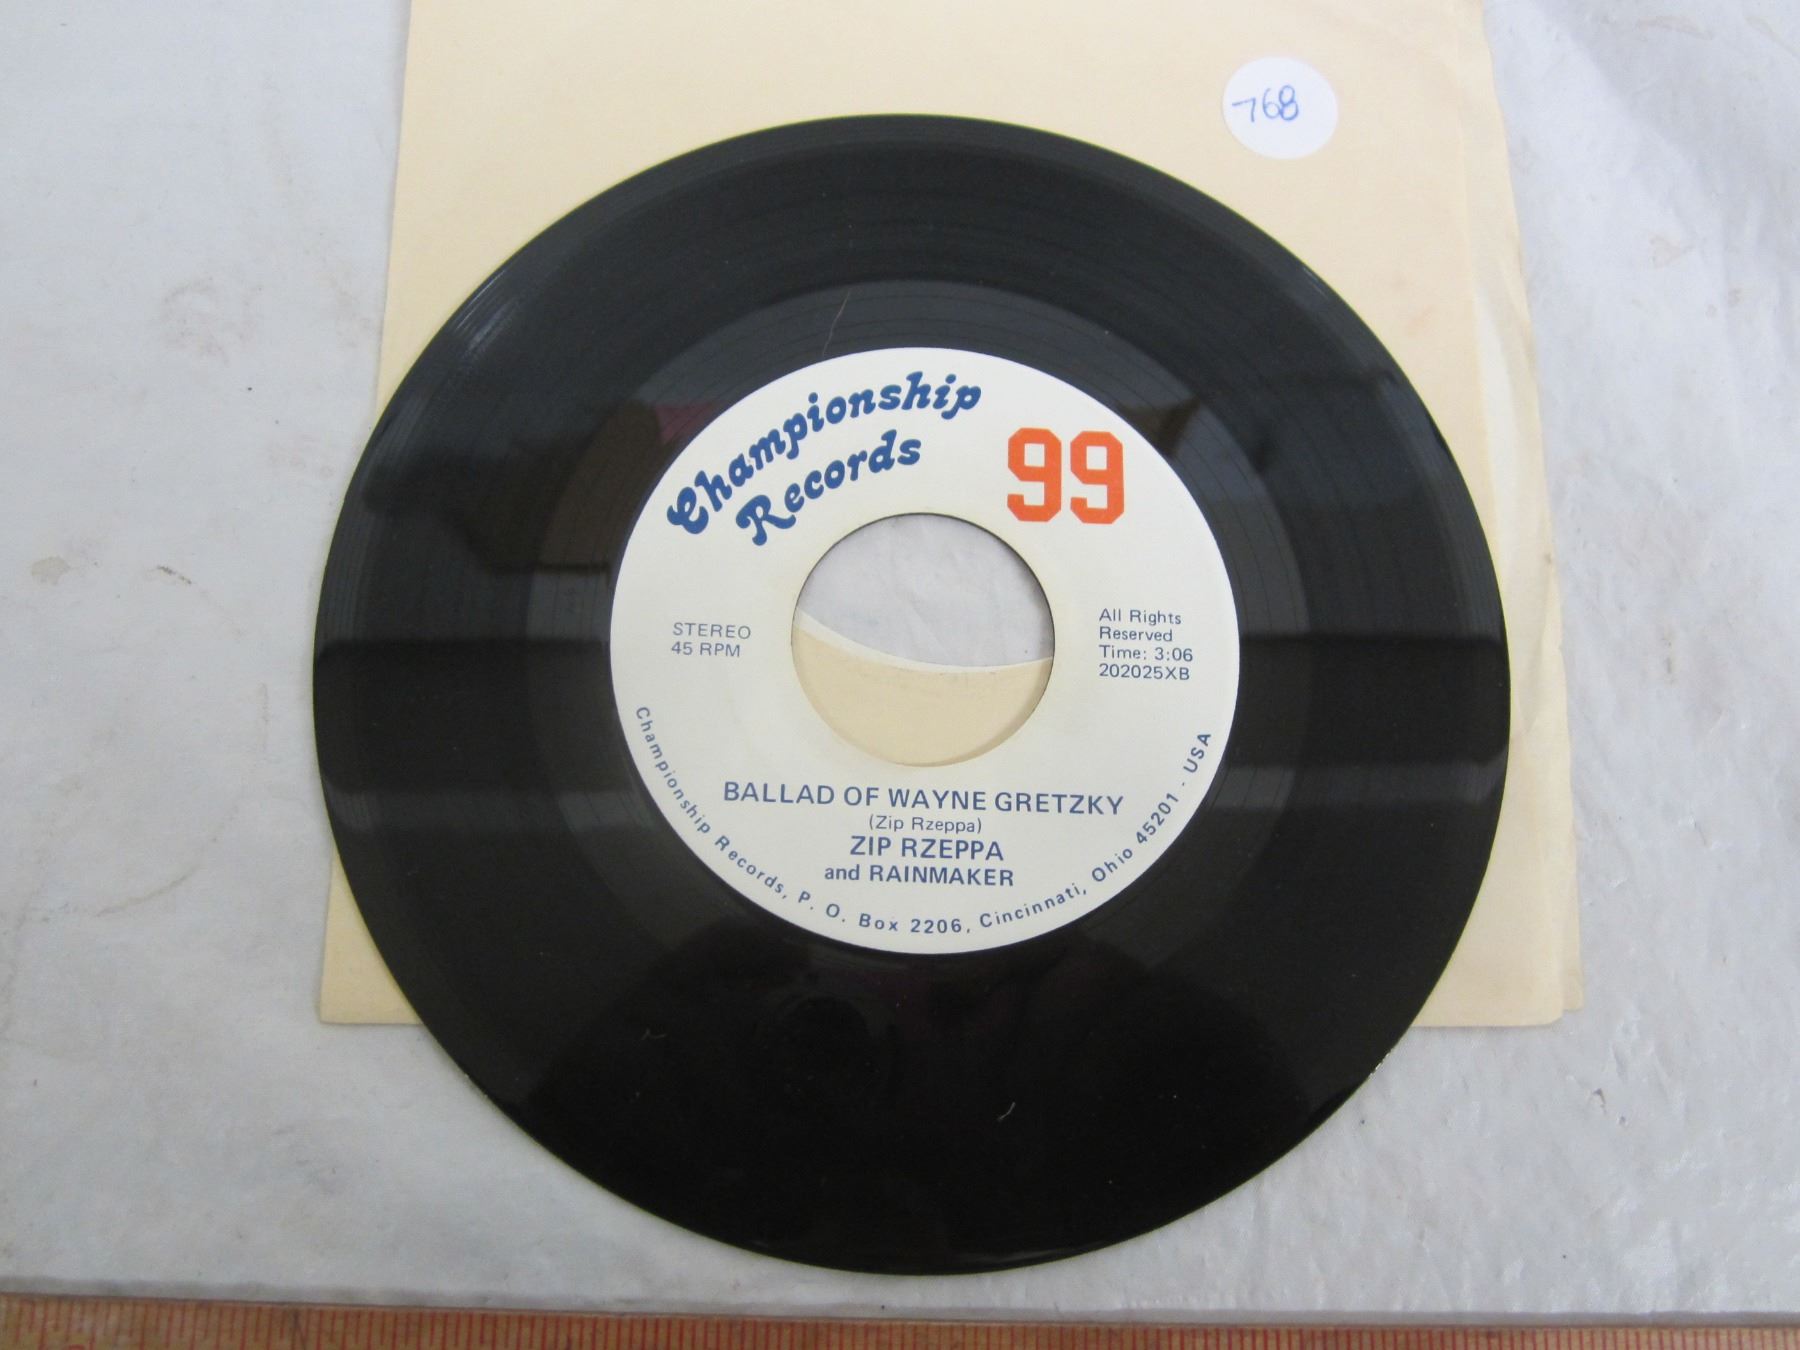 768
Championship
Records
99
STEREO
45 RPM
All Rights
Reserved
Time: 3:06
202025XB
BALLAD OF WAYNE GRETZKY
(Zip Rzeppa)
ZIP RZEPPA
and RAINMAKER
Championship Records, P. O. Box 2206, Cincinnati, Ohio 45201 - USA